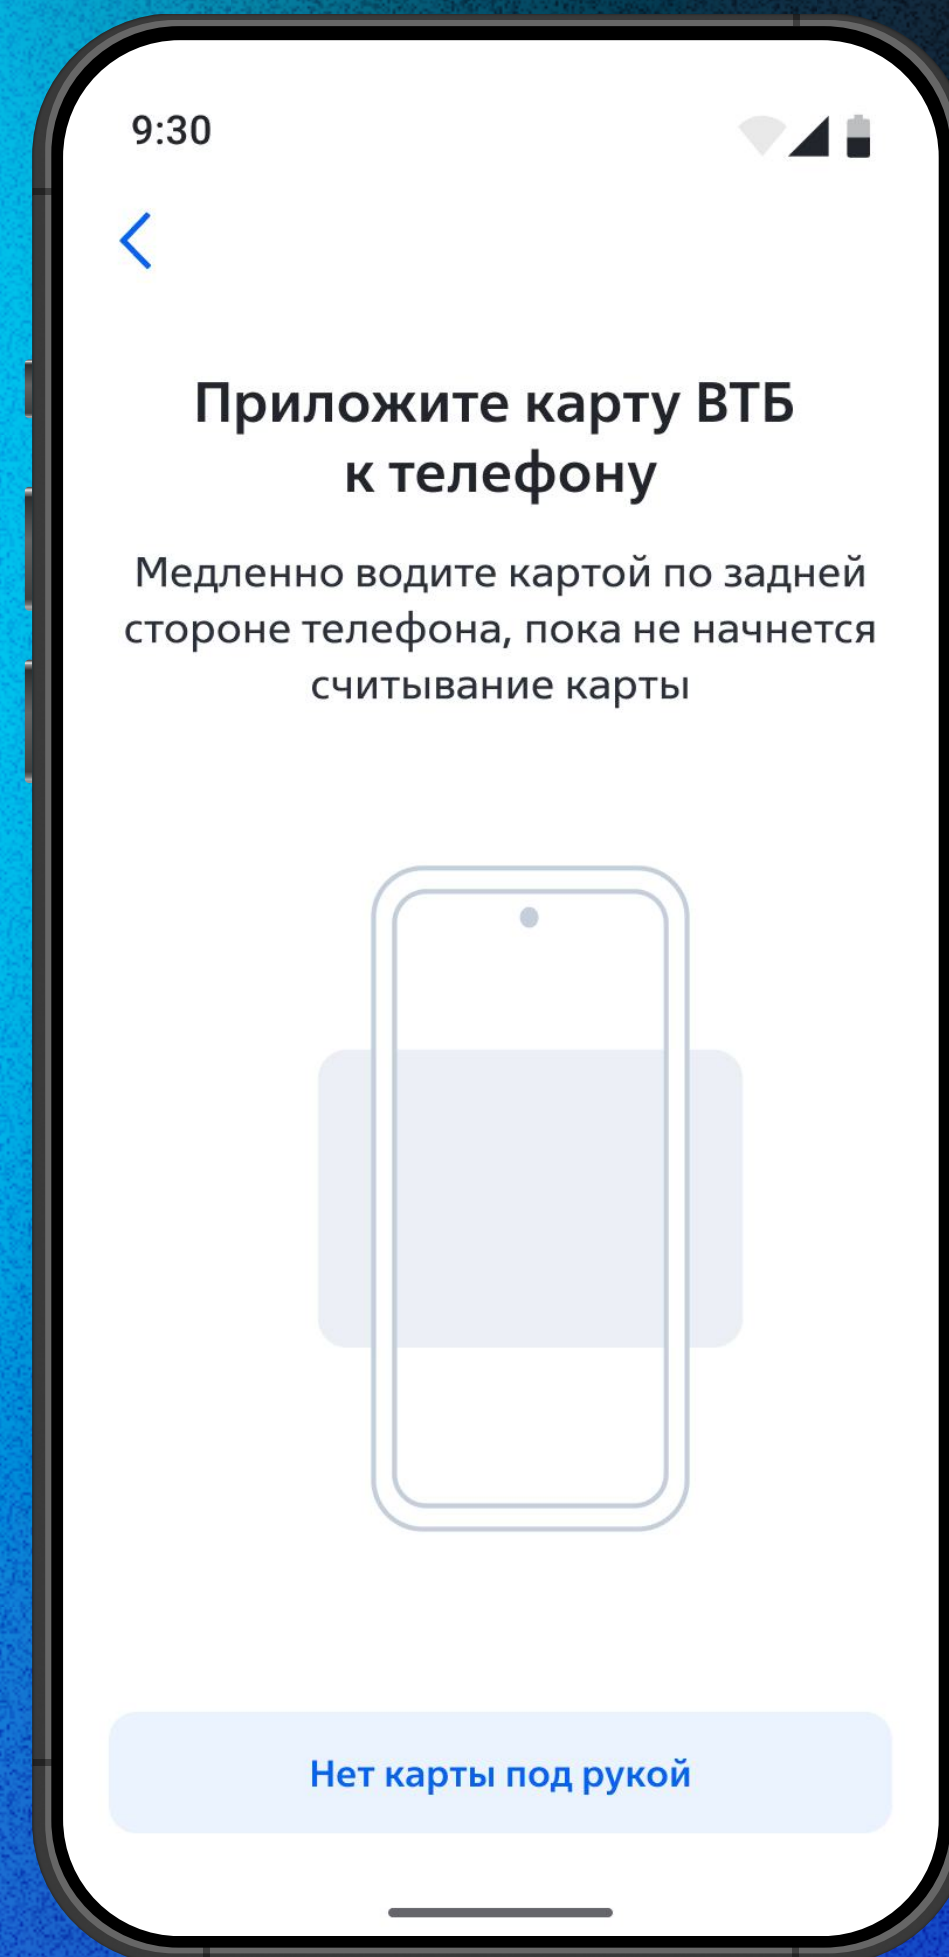 9:30
Приложите карту ВТБ
к телефону
Медленно водите картой по задней
стороне телефона, пока не начнется
считывание карты
Нет карты под рукой